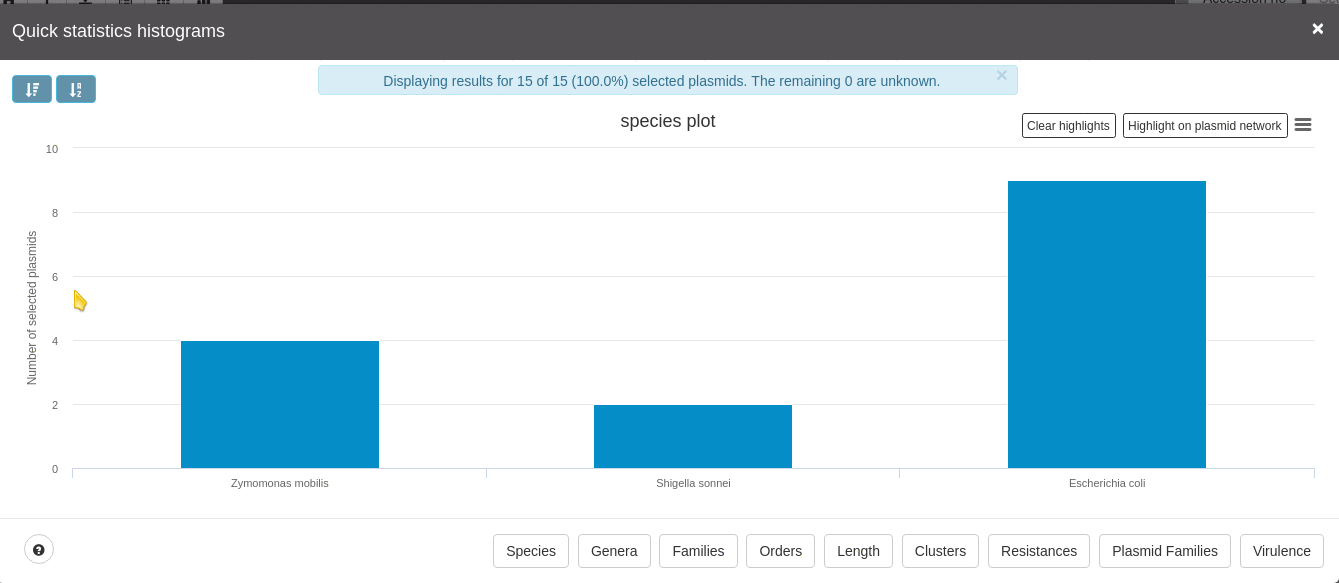 Accession no
Quick statistics histograms
×
Displaying results for 15 of 15 (100.0%) selected plasmids. The remaining 0 are unknown.
×
species plot
Clear highlights
Highlight on plasmid network
Number of selected plasmids
10
8
6
4
2
0
Zymomonas mobilis
Shigella sonnei
Escherichia coli
?
Species
Genera
Families
Orders
Length
Clusters
Resistances
Plasmid Families
Virulence